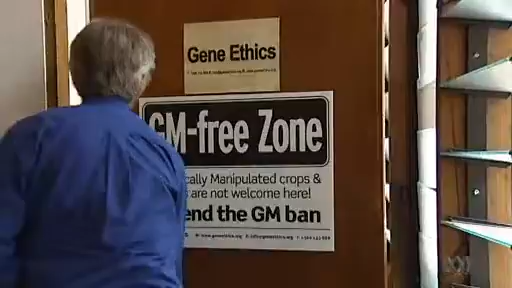 Gene Ethics
GM-free Zone
cally Manipulated crops &
are not welcome here!
end the GM ban